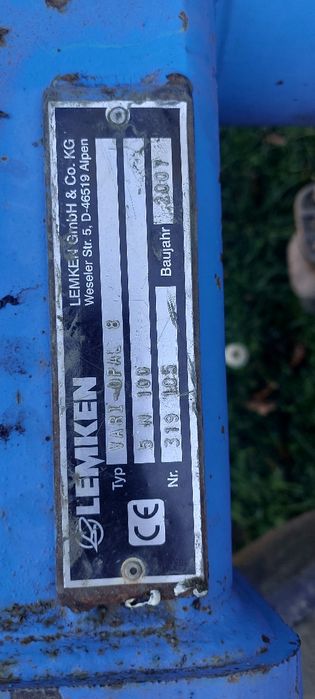 LEMKEN
LEMKEN GmbH & Co. KG
Weseler Str. 5, D-46519 Alpen
Typ VARI-OPAL 8
5 W 100
Nr. 319 105 Baujahr 2001
CE